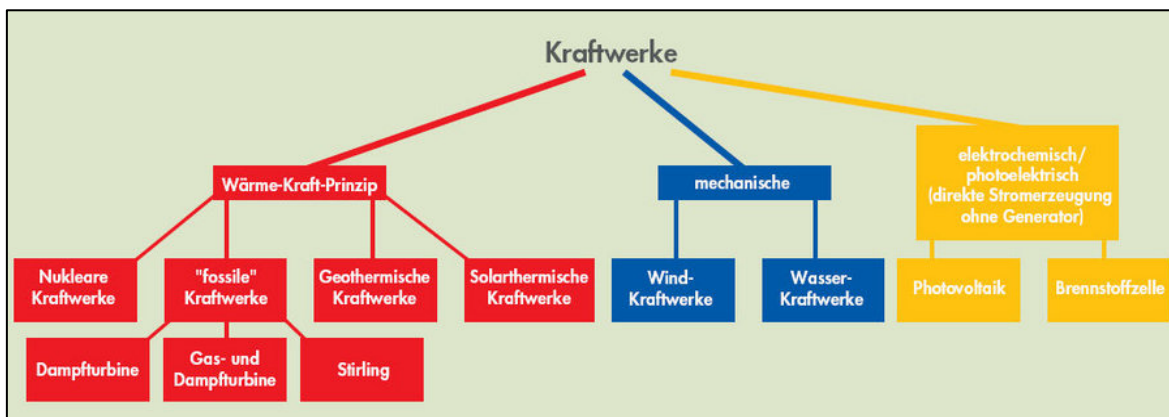 Kraftwerke
Wärme-Kraft-Prinzip
mechanische
elektrochemisch/
photoelektrisch
(direkte Stromerzeugung
ohne Generator)
Nukleare
Kraftwerke
"fossile"
Kraftwerke
Geothermische
Kraftwerke
Solarthermische
Kraftwerke
Wind-
Kraftwerke
Wasser-
Kraftwerke
Photovoltaik
Brennstoffzelle
Dampfturbine
Gas- und
Dampfturbine
Stirling